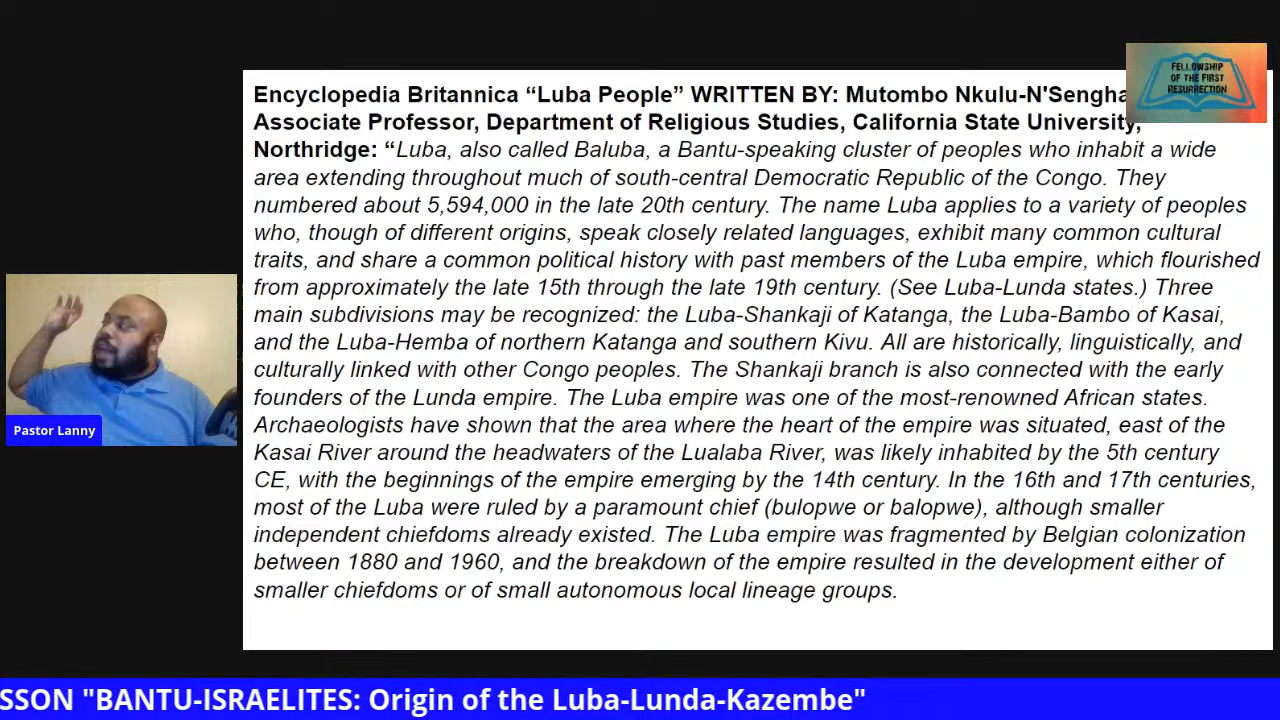 FELLOWSHIP
OF THE FIRST
RESURRECTION
Encyclopedia Britannica “Luba People” WRITTEN BY: Mutombo Nkulu-N'Sengha
Associate Professor, Department of Religious Studies, California State University,
Northridge: “Luba, also called Baluba, a Bantu-speaking cluster of peoples who inhabit a wide
area extending throughout much of south-central Democratic Republic of the Congo. They
numbered about 5,594,000 in the late 20th century. The name Luba applies to a variety of peoples
who, though of different origins, speak closely related languages, exhibit many common cultural
traits, and share a common political history with past members of the Luba empire, which flourished
from approximately the late 15th through the late 19th century. (See Luba-Lunda states.) Three
main subdivisions may be recognized: the Luba-Shankaji of Katanga, the Luba-Bambo of Kasai,
and the Luba-Hemba of northern Katanga and southern Kivu. All are historically, linguistically, and
culturally linked with other Congo peoples. The Shankaji branch is also connected with the early
founders of the Lunda empire. The Luba empire was one of the most-renowned African states.
Archaeologists have shown that the area where the heart of the empire was situated, east of the
Kasai River around the headwaters of the Lualaba River, was likely inhabited by the 5th century
CE, with the beginnings of the empire emerging by the 14th century. In the 16th and 17th centuries,
most of the Luba were ruled by a paramount chief (bulopwe or balopwe), although smaller
independent chiefdoms already existed. The Luba empire was fragmented by Belgian colonization
between 1880 and 1960, and the breakdown of the empire resulted in the development either of
smaller chiefdoms or of small autonomous local lineage groups.
Pastor Lanny
SSON "BANTU-ISRAELITES: Origin of the Luba-Lunda-Kazembe"